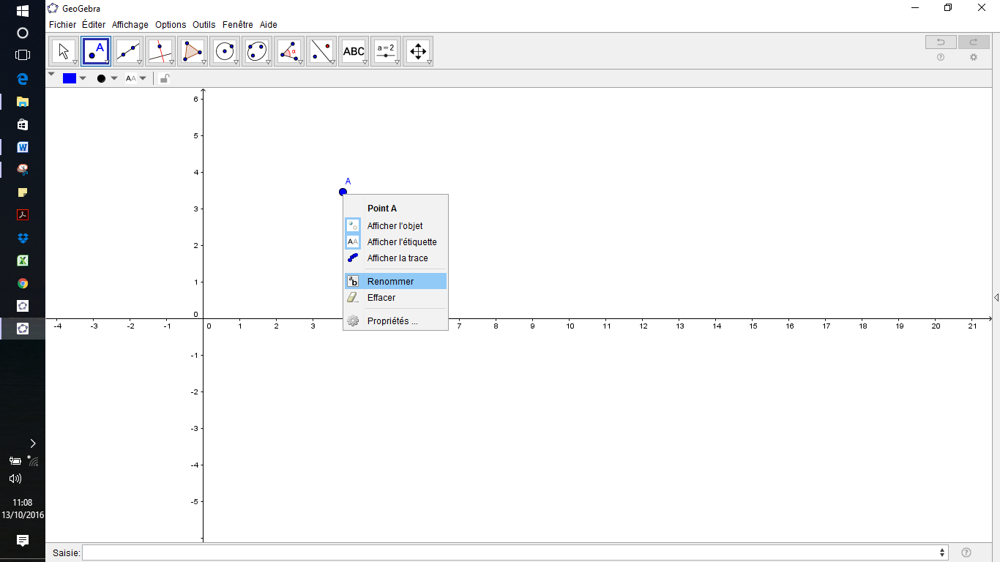 GeoGebra
Fichier Éditer Affichage Options Outils Fenêtre Aide
A ABC a=2
α
AA
6
5
4
A
3
Point A
Afficher l'objet
AA Afficher l'étiquette
2
Afficher la trace
1
ab Renommer
Effacer
0
Propriétés ...
-4 -3 -2 -1 0 1 2 3 7 8 9 10 11 12 13 14 15 16 17 18 19 20 21
-1
-2
-3
-4
-5
11:08
13/10/2016
Saisie: